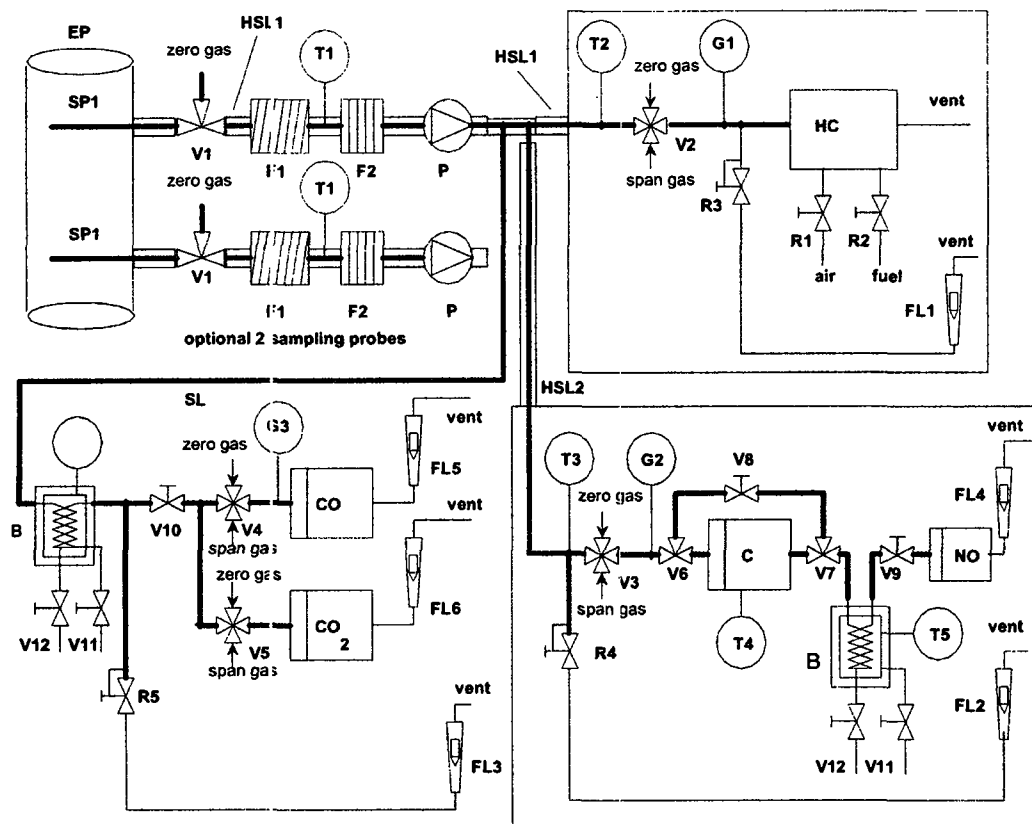 HSL1
EP
zero gas
T1
HSL1
T2
zero gas
G1
SP1
vent
HC
V1
F1
F2
P
V2
span gas
zero gas
T1
R3
SP1
R1
R2
vent
air
fuel
V1
F1
F2
P
FL1
optional 2 sampling probes
HSL2
SL
vent
G3
zero gas
FL5
T3
G2
V8
vent
FL4
CO
vent
zero gas
B
V10
V4
span gas
C
NO
V3
V6
V7
V9
zero gas
span gas
FL6
CO
2
V12
V11
V5
span gas
R4
T4
B
T5
vent
R5
vent
FL2
FL3
V12
V11